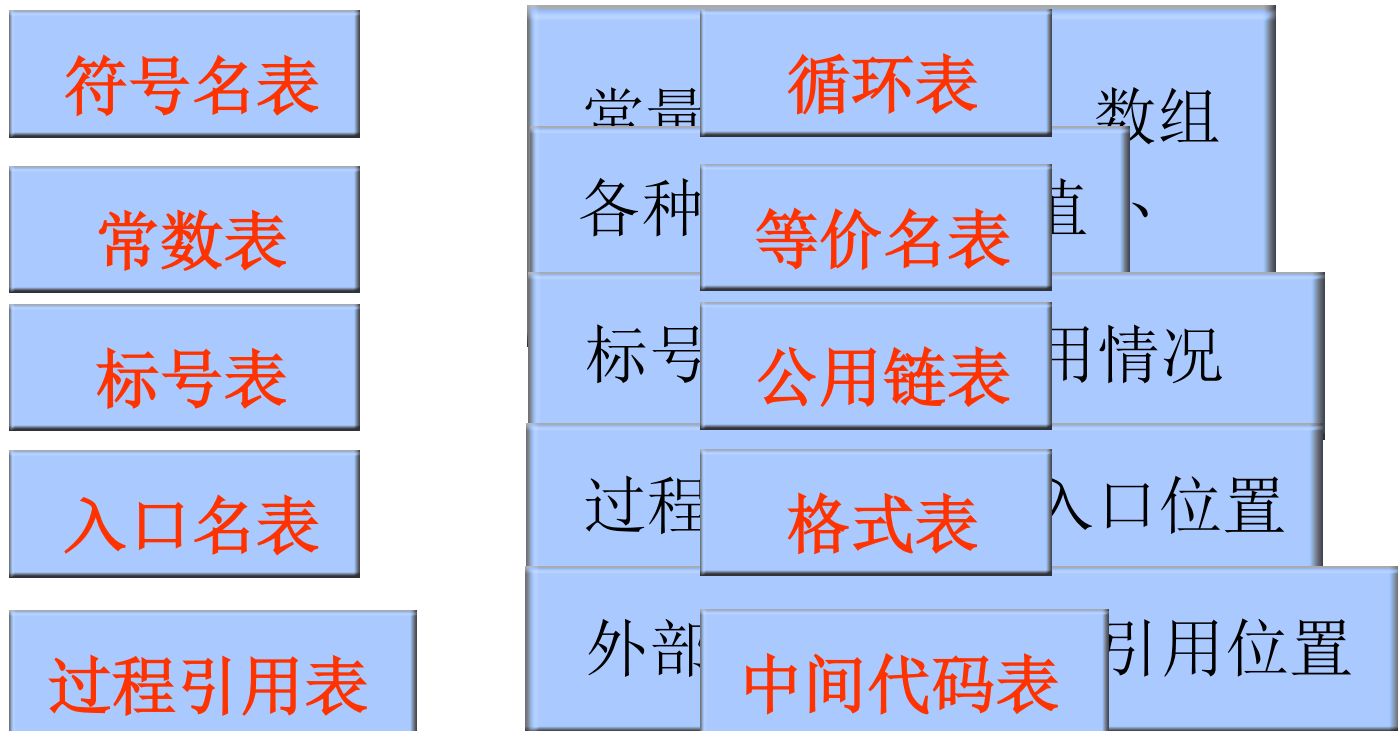 符号名表
常数表
标号表
入口名表
过程引用表
循环表
等价名表
公用链表
格式表
中间代码表
常量
数组
各种
值、
标号
用情况
过程
入口位置
外部
引用位置